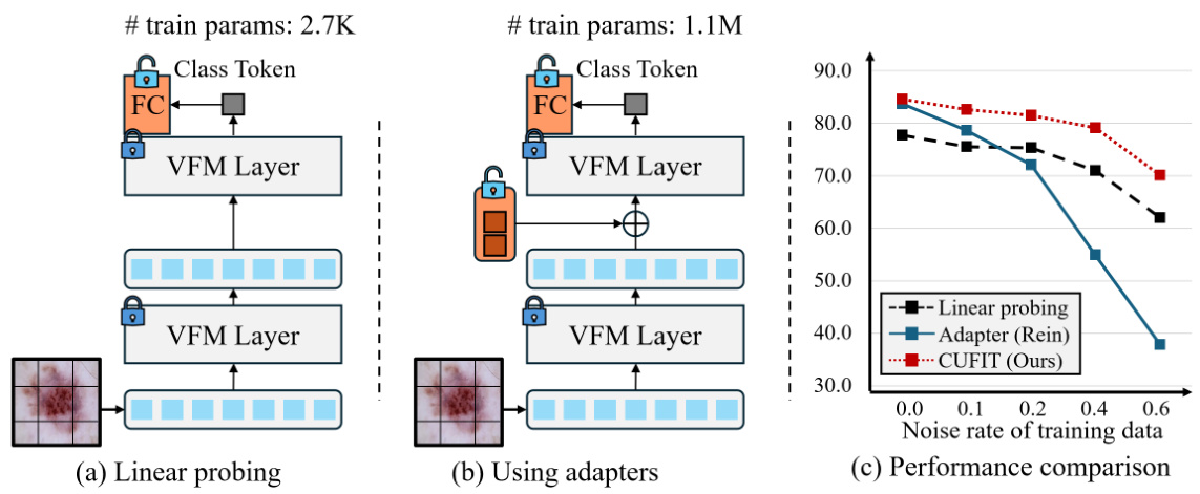 # train params: 2.7K
FC
Class Token
VFM Layer
VFM Layer
(a) Linear probing
# train params: 1.1M
FC
Class Token
VFM Layer
VFM Layer
(b) Using adapters
90.0
80.0
70.0
60.0
50.0
40.0
30.0
Linear probing
Adapter (Rein)
CUFIT (Ours)
0.0 0.1 0.2 0.4 0.6
Noise rate of training data
(c) Performance comparison